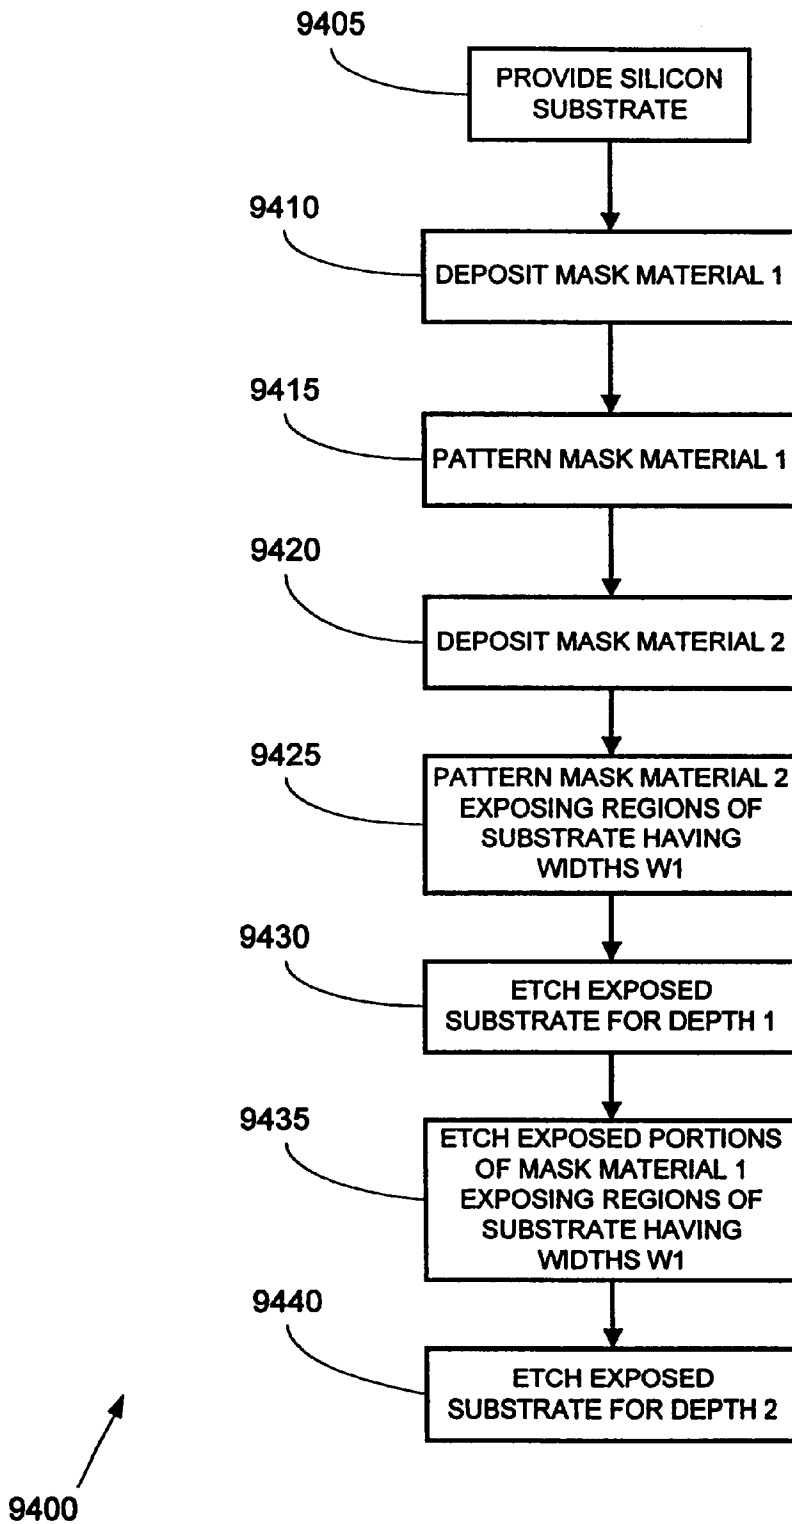 9405
PROVIDE SILICON
SUBSTRATE
9410
DEPOSIT MASK MATERIAL 1
9415
PATTERN MASK MATERIAL 1
9420
DEPOSIT MASK MATERIAL 2
9425
PATTERN MASK MATERIAL 2
EXPOSING REGIONS OF
SUBSTRATE HAVING
WIDTHS W1
9430
ETCH EXPOSED
SUBSTRATE FOR DEPTH 1
9435
ETCH EXPOSED PORTIONS
OF MASK MATERIAL 1
EXPOSING REGIONS OF
SUBSTRATE HAVING
WIDTHS W1
9440
ETCH EXPOSED
SUBSTRATE FOR DEPTH 2
9400